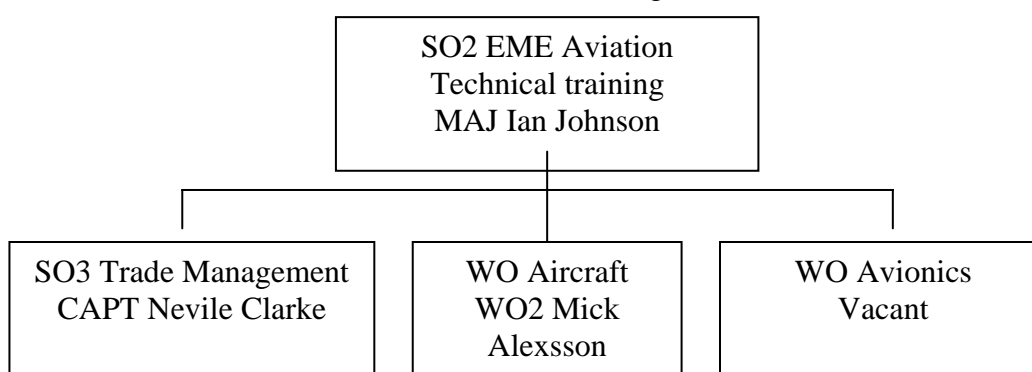 SO2 EME Aviation
Technical training
MAJ Ian Johnson
SO3 Trade Management
CAPT Nevile Clarke
WO Aircraft
WO2 Mick
Alexsson
WO Avionics
Vacant